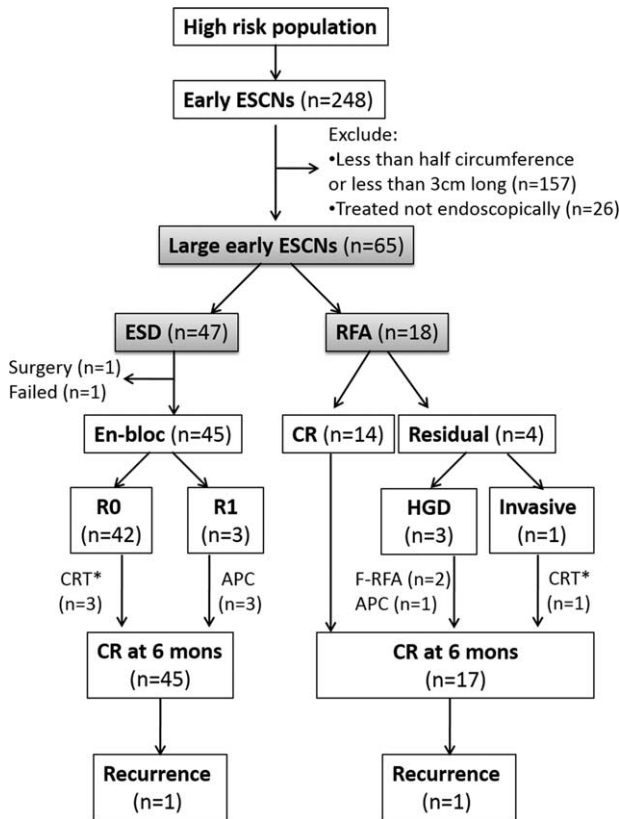 High risk population
Early ESCNs (n=248)
Exclude:
•Less than half circumference
or less than 3cm long (n=157)
•Treated not endoscopically (n=26)
Large early ESCNs (n=65)
ESD (n=47)
RFA (n=18)
Surgery (n=1)
Failed (n=1)
En-bloc (n=45)
CR (n=14)
Residual (n=4)
R0
(n=42)
R1
(n=3)
HGD
(n=3)
Invasive
(n=1)
CRT*
(n=3)
APC
(n=3)
F-RFA (n=2)
APC (n=1)
CRT*
(n=1)
CR at 6 mons
(n=45)
CR at 6 mons
(n=17)
Recurrence
(n=1)
Recurrence
(n=1)